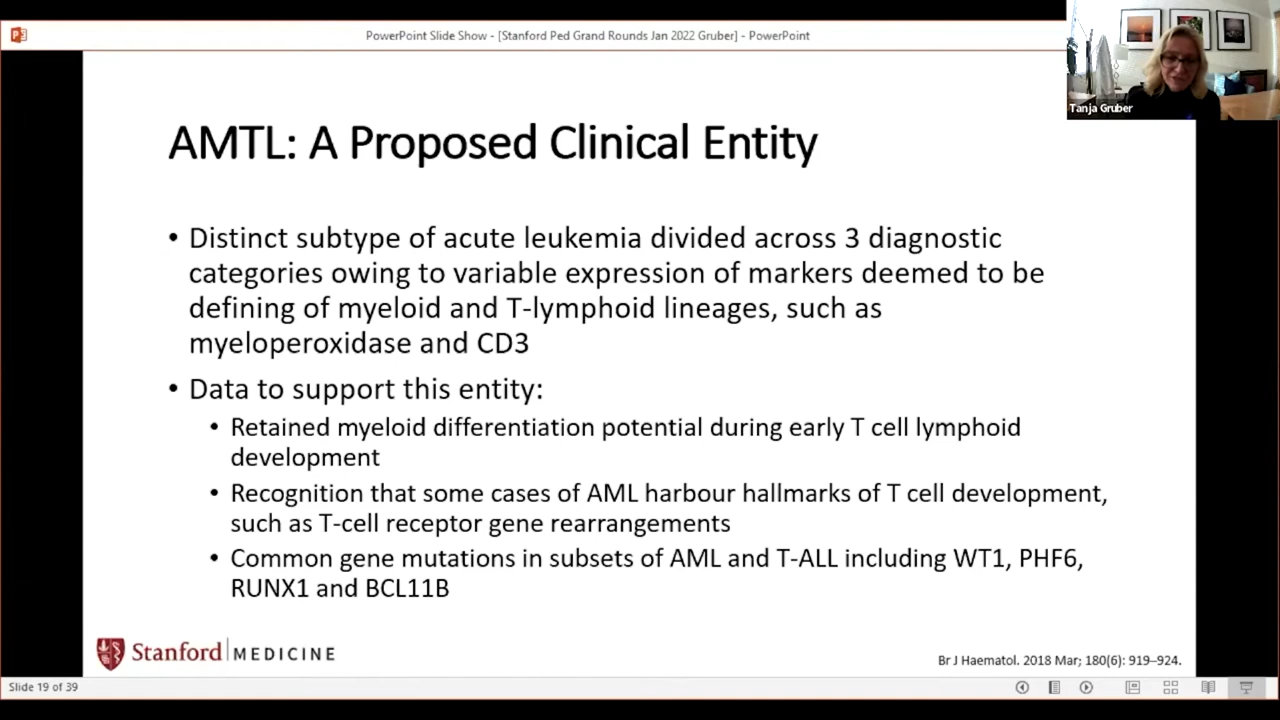 PowerPoint Slide Show - [Stanford Ped Grand Rounds Jan 2022 Gruber] - PowerPoint
Tanja Gruber
AMTL: A Proposed Clinical Entity
• Distinct subtype of acute leukemia divided across 3 diagnostic
categories owing to variable expression of markers deemed to be
defining of myeloid and T-lymphoid lineages, such as
myeloperoxidase and CD3
• Data to support this entity:
• Retained myeloid differentiation potential during early T cell lymphoid
development
• Recognition that some cases of AML harbour hallmarks of T cell development,
such as T-cell receptor gene rearrangements
• Common gene mutations in subsets of AML and T-ALL including WT1, PHF6,
RUNX1 and BCL11B
Stanford MEDICINE
Br J Haematol. 2018 Mar; 180(6): 919–924.
Slide 19 of 39